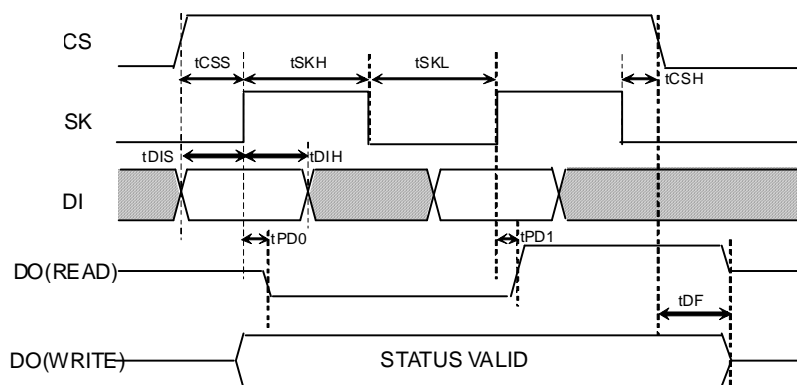 CS
tCSS tSKH tSKL
tCSH
SK
tDIS tDIH
DI
tPD0 tPD1
DO(READ)
tDF
DO(WRITE) STATUS VALID